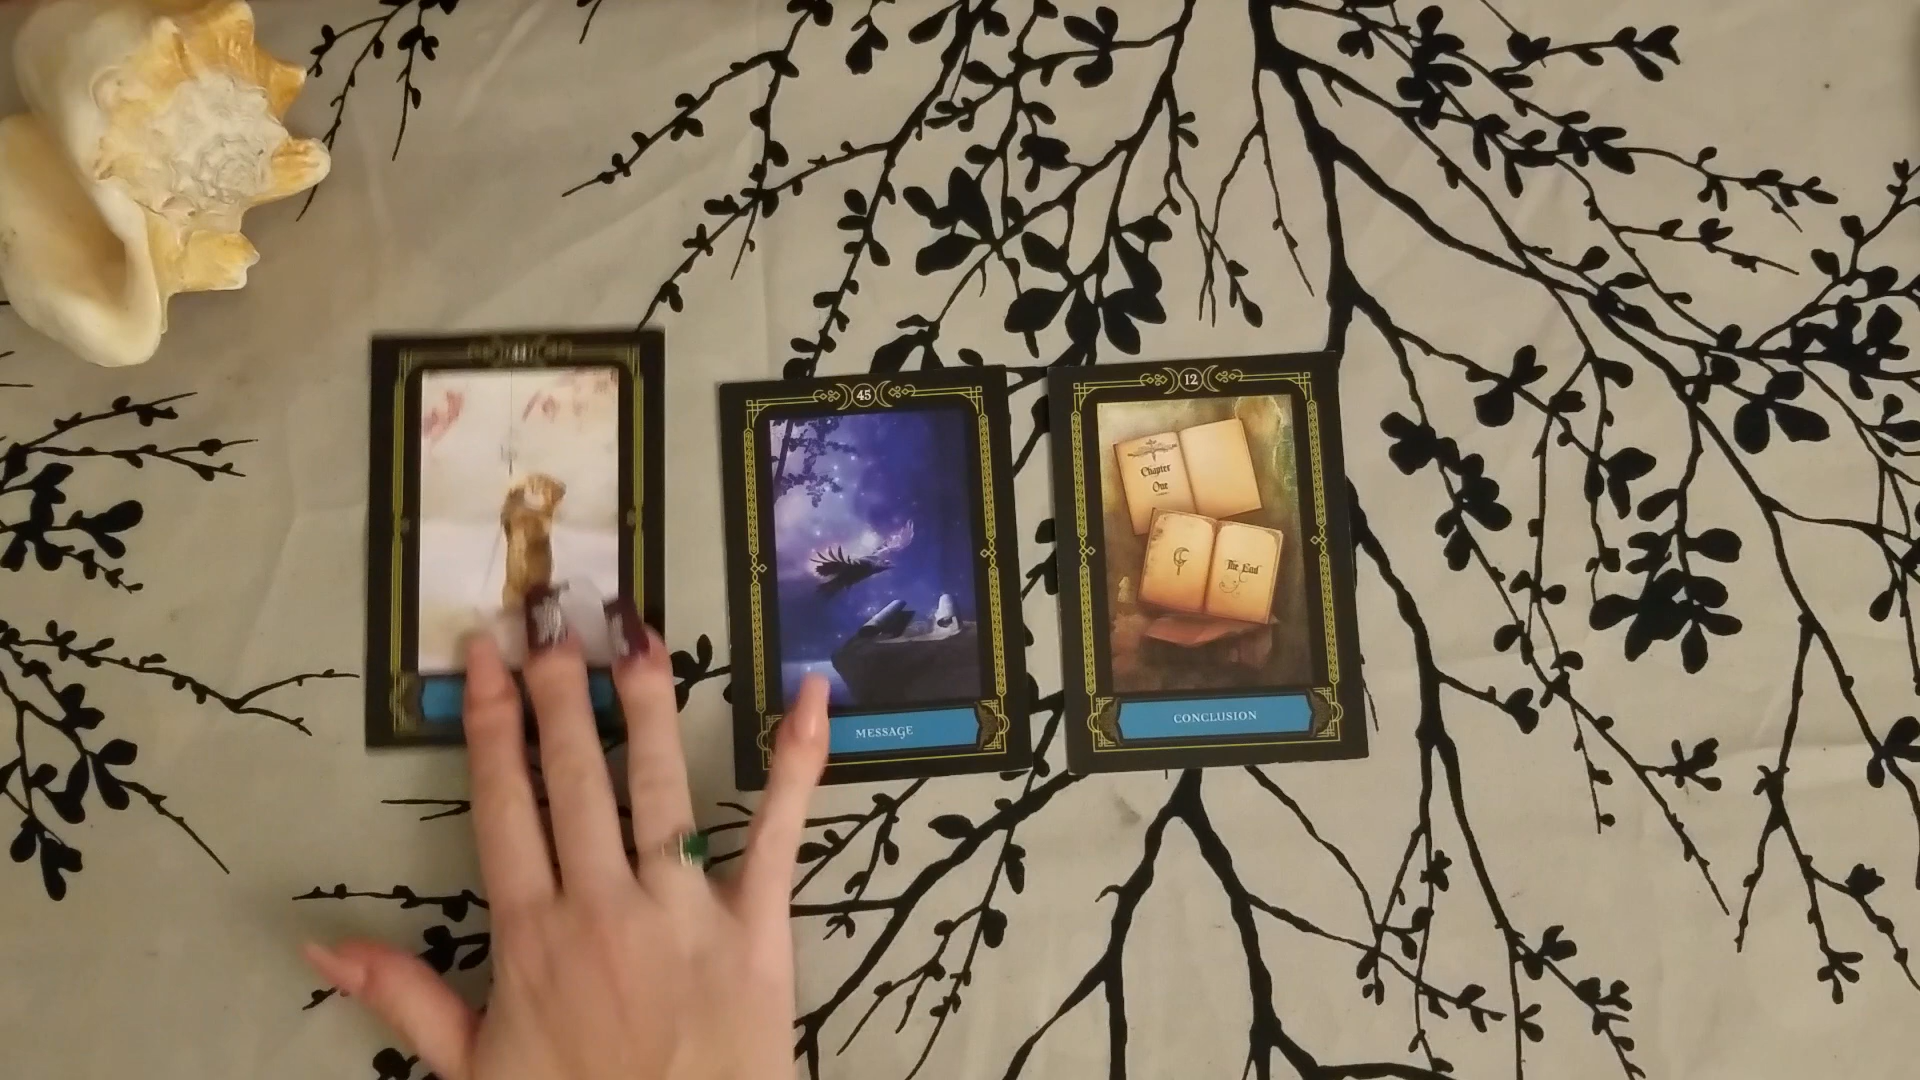 45
MESSAGE
12
Chapter
One
The End
CONCLUSION